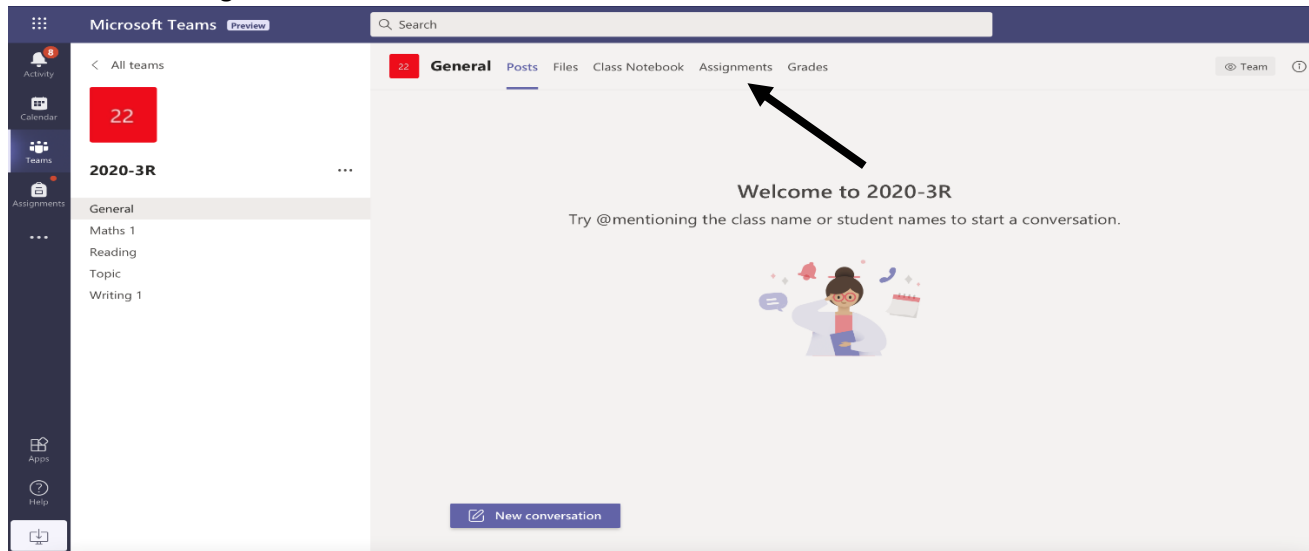 Microsoft Teams Preview
Search
8
Activity
Calendar
Teams
Assignments
Apps
Help
All teams
22
2020-3R
General
Maths 1
Reading
Topic
Writing 1
22 General Posts Files Class Notebook Assignments Grades
Team
Welcome to 2020-3R
Try @mentioning the class name or student names to start a conversation.
New conversation